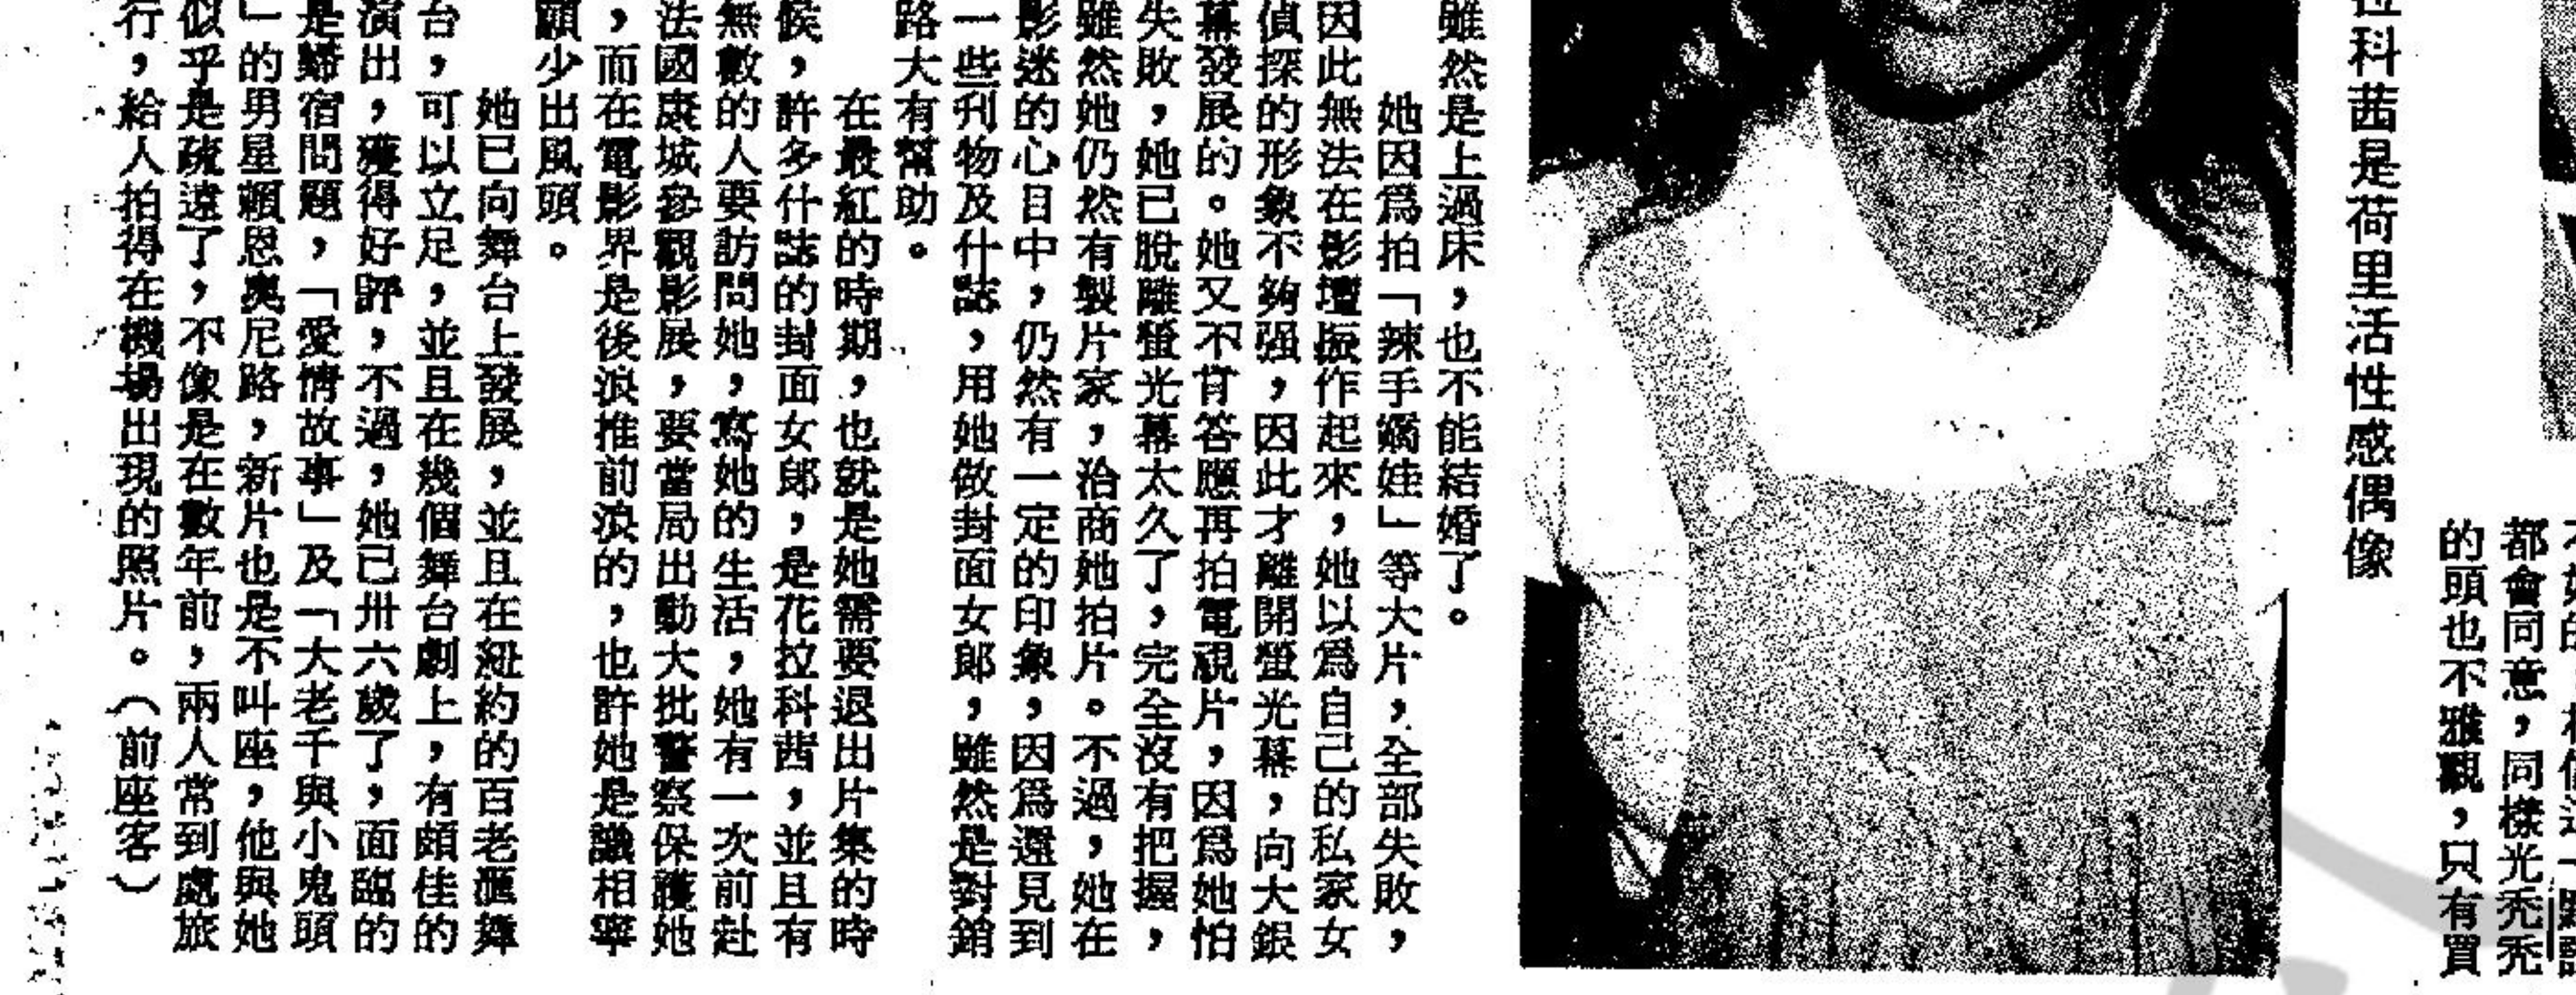 都會同意，同樣光禿禿
的頭也不雅觀，只有買
科茜是荷里活性感偶像
雖然是上過床，也不能結婚了。
她因爲拍「辣手嬌娃」等大片，全部失敗，
因此無法在影壇振作起來，她以爲自己的私家女
偵探的形象不夠强，因此才離開螢光幕，向大銀
幕發展的。她又不肯答應再拍電視片，因爲她怕
失敗，她已脫離螢光幕太久了，完全沒有把握，
雖然她仍然有製片家，洽商她拍片。不過，她在
影迷的心目中，仍然有一定的印象，因爲還見到
一些刊物及什誌，用她做封面女郎，雖然是對銷
路大有幫助。
在最紅的時期，也就是她需要退出片集的時
候，許多什誌的封面女郎，是花拉科茜，並且有
無數的人要訪問她，寫她的生活，她有一次前赴
法國康城參觀影展，要當局出動大批警察保護她
，而在電影界是後浪推前浪的，也許她是識相寧
願少出風頭。
她已向舞台上發展，並且在紐約的百老滙舞
台，可以立足，並且在幾個舞台劇上，有頗佳的
演出，獲得好評，不過，她已卅六歲了，面臨的
是歸宿問題，「愛情故事」及「大老千與小鬼頭
」的男星賴恩奧尼路，新片也是不叫座，他與她
似乎是疏遠了，不像是在數年前，兩人常到處旅
行，給人拍得在機場出現的照片。（前座客）